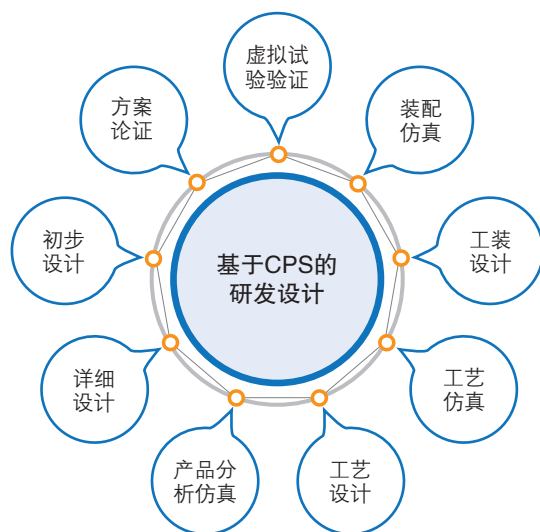 虚拟试
验验证
装配
仿真
工装
设计
工艺
仿真
工艺
设计
产品分
析仿真
详细
设计
初步
设计
方案
论证
基于CPS的
研发设计